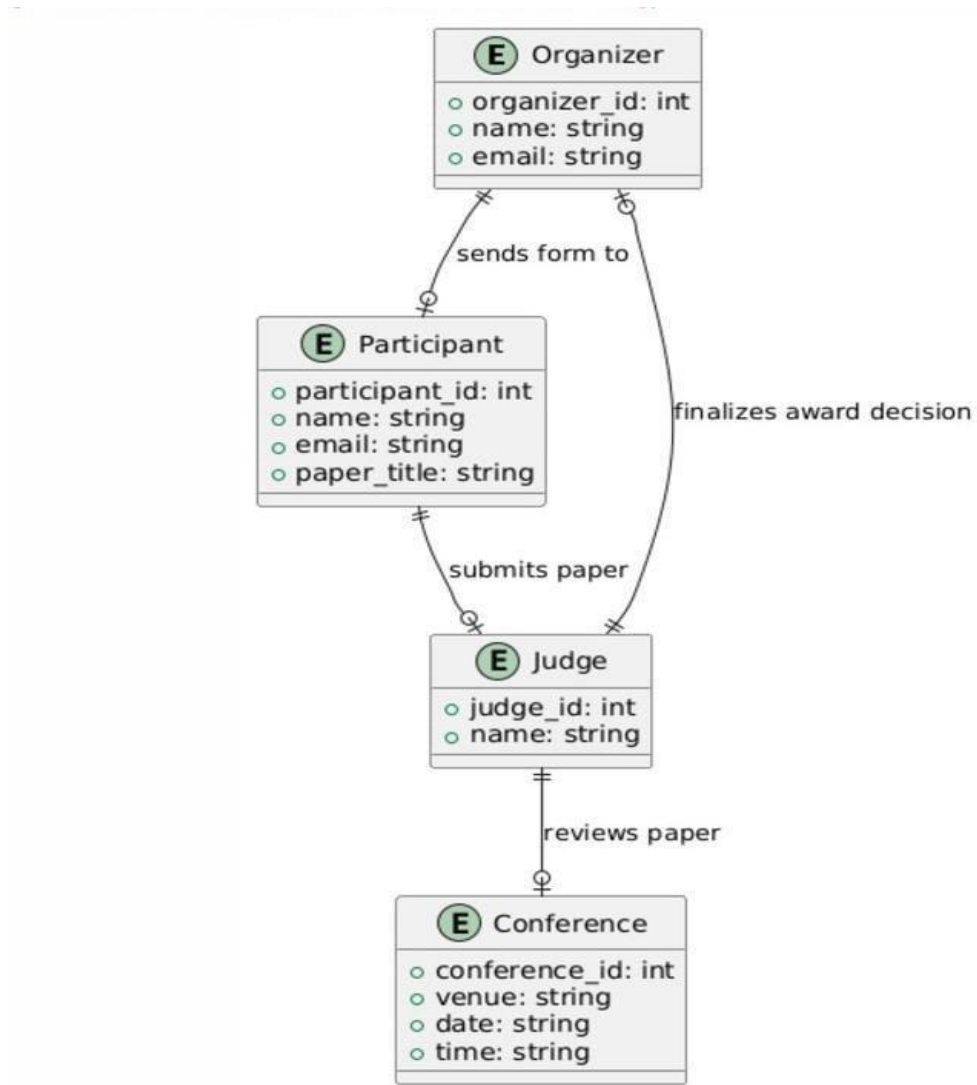 E Organizer
organizer_id: int
name: string
email: string
sends form to
E Participant
participant_id: int
name: string
email: string
paper_title: string
finalizes award decision
submits paper
E Judge
judge_id: int
name: string
reviews paper
E Conference
conference_id: int
venue: string
date: string
time: string